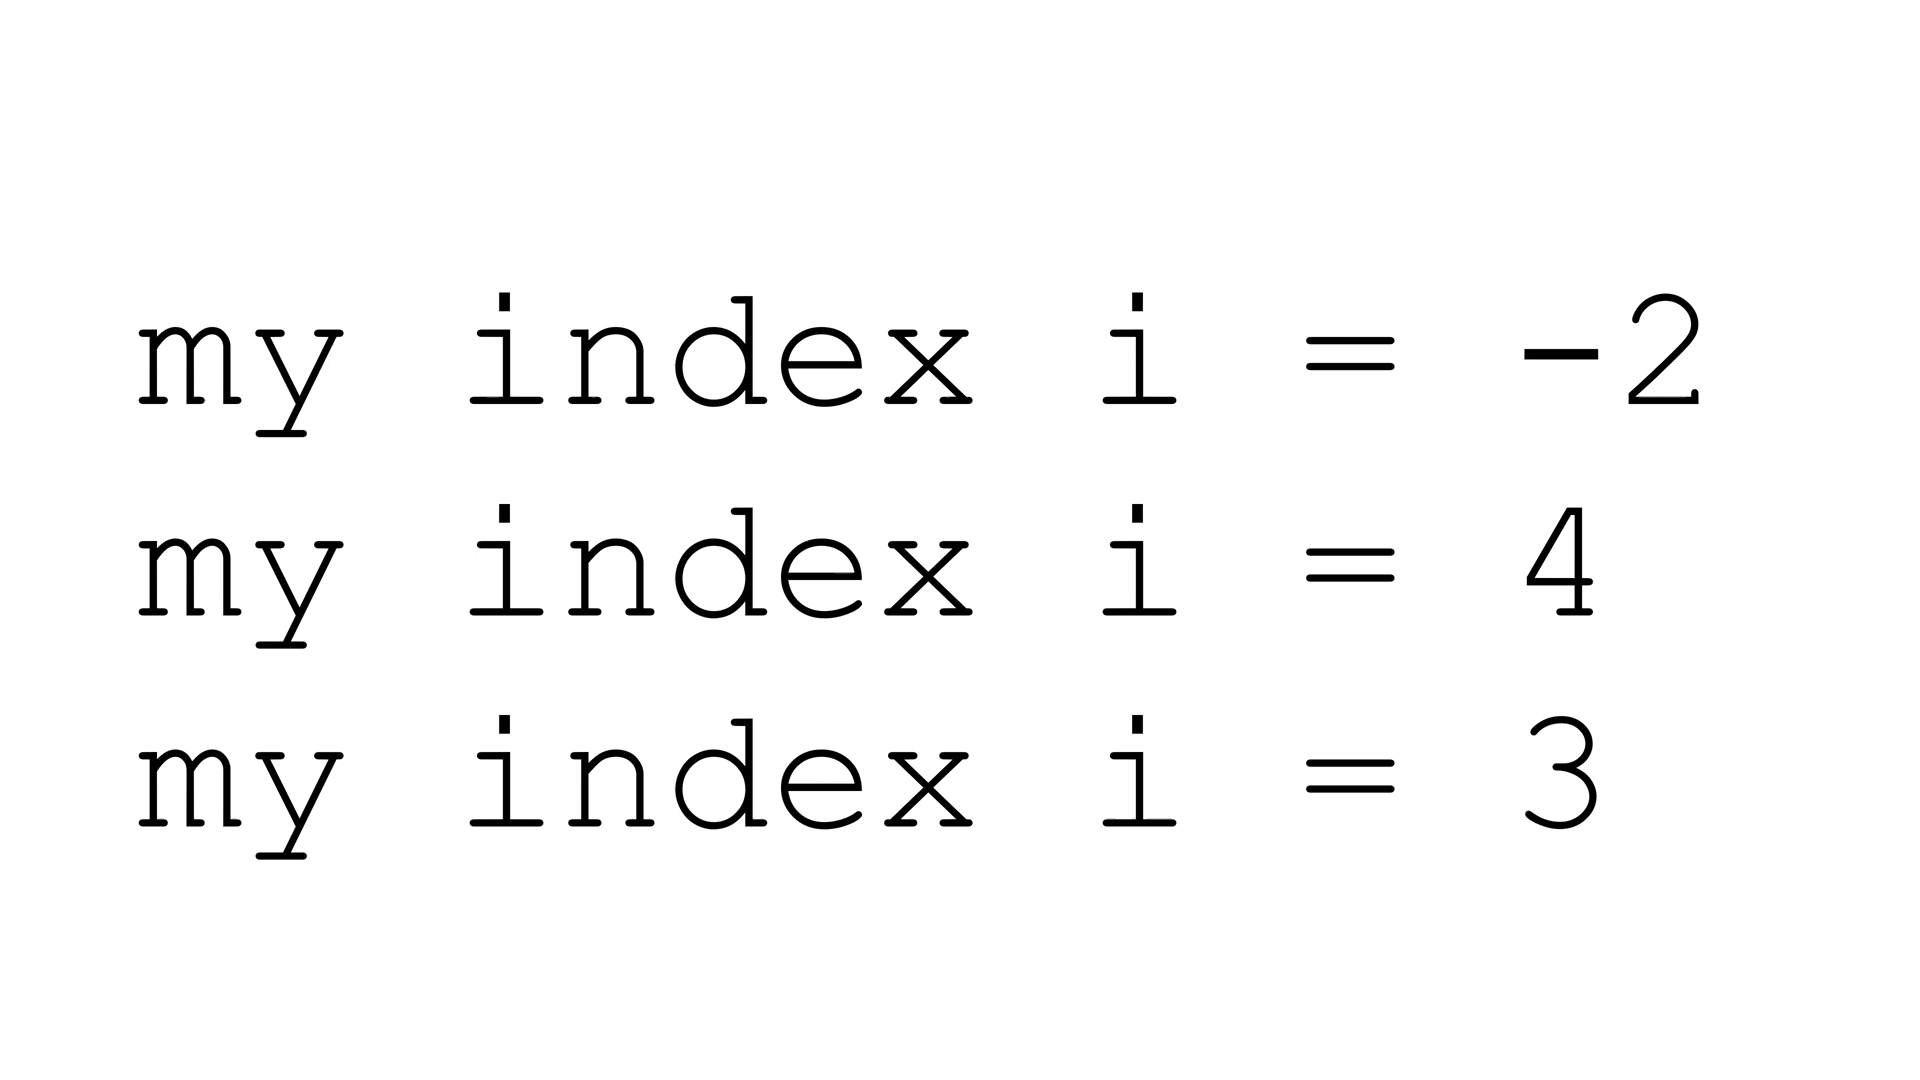 my index i = -2
my index i = 4
my index i = 3